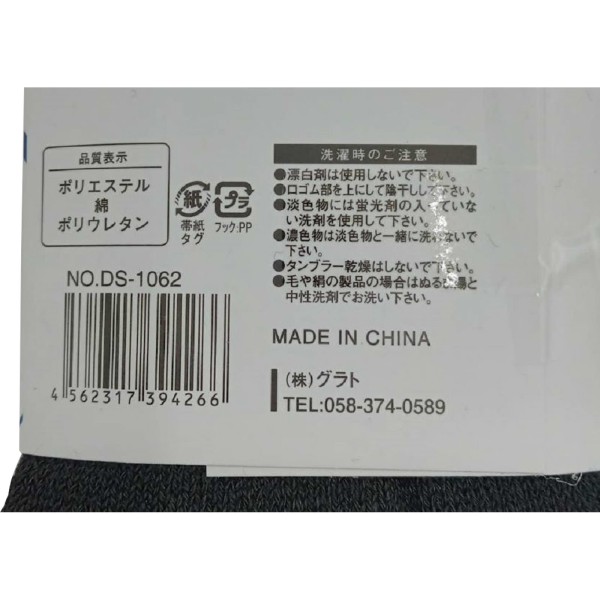 品質表示
ポリエステル
綿
ポリウレタン
紙
プラ
帯紙
タグ
フック:PP
洗濯時のご注意
●漂白剤は使用しないで下さい。
●口ゴム部を上にして陰干しして下さい。
●淡色物には蛍光剤の入っていな
い洗剤を使用して下さい。
●濃色物は淡色物と一緒に洗わないで
下さい。
●タンブラー乾燥はしないで下さい。
●毛や絹の製品の場合はぬるま湯と
中性洗剤でお洗い下さい。
NO.DS-1062
4 562317 394266
MADE IN CHINA
(株)グラト
TEL:058-374-0589